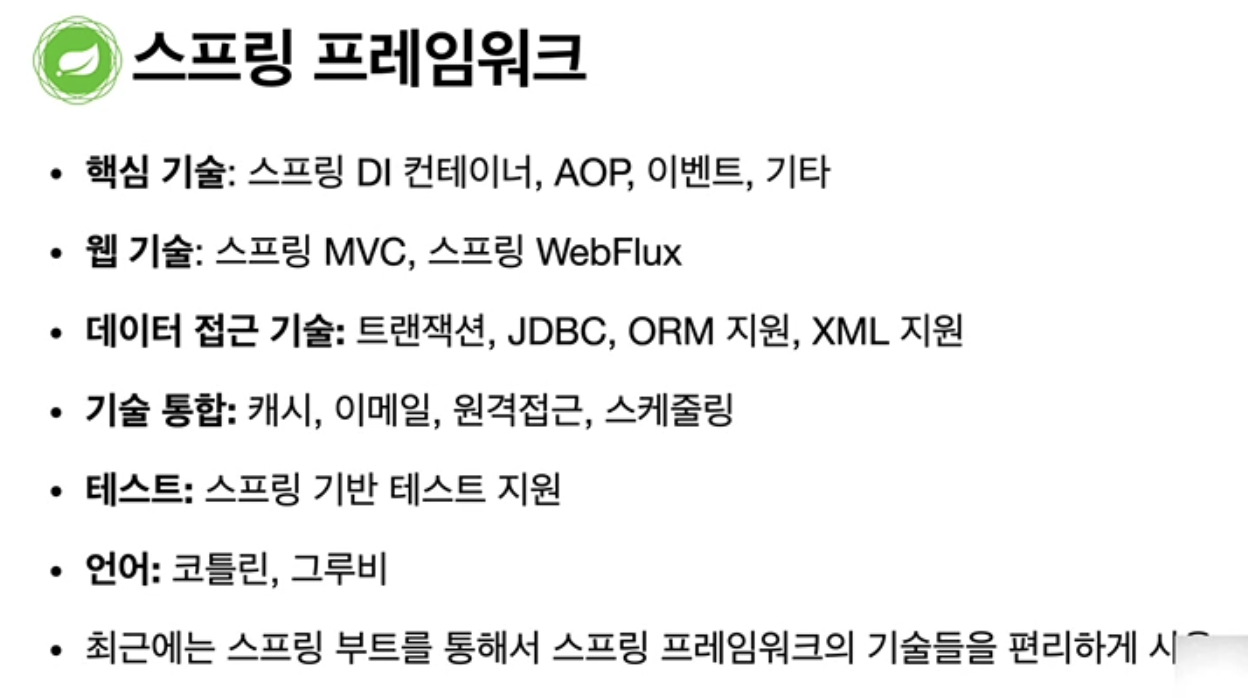 스프링 프레임워크
• 핵심 기술: 스프링 DI 컨테이너, AOP, 이벤트, 기타
• 웹 기술: 스프링 MVC, 스프링 WebFlux
• 데이터 접근 기술: 트랜잭션, JDBC, ORM 지원, XML 지원
• 기술 통합: 캐시, 이메일, 원격접근, 스케줄링
• 테스트: 스프링 기반 테스트 지원
• 언어: 코틀린, 그루비
• 최근에는 스프링 부트를 통해서 스프링 프레임워크의 기술들을 편리하게